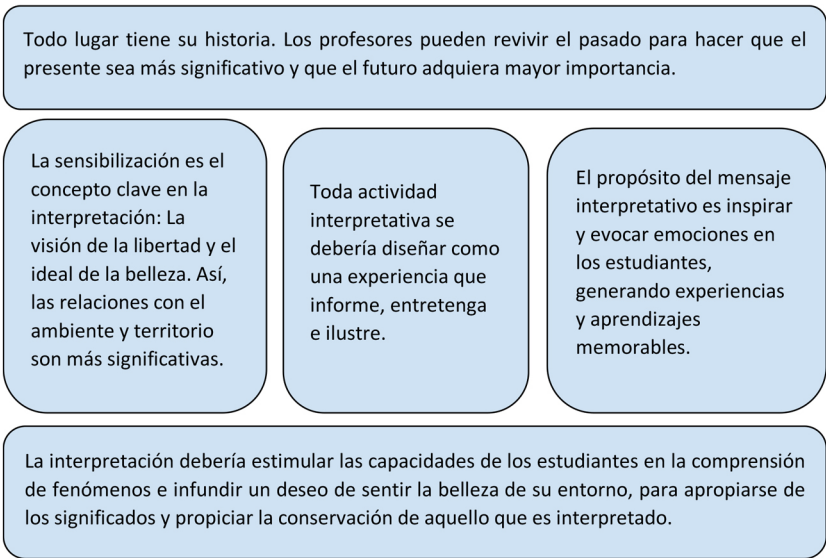 Todo lugar tiene su historia. Los profesores pueden revivir el pasado para hacer que el
presente sea más significativo y que el futuro adquiera mayor importancia.
La sensibilización es el
concepto clave en la
interpretación: La
visión de la libertad y el
ideal de la belleza. Así,
las relaciones con el
ambiente y territorio
son más significativas.
Toda actividad
interpretativa se
debería diseñar como
una experiencia que
informe, entretenga
e ilustre.
El propósito del mensaje
interpretativo es inspirar
y evocar emociones en
los estudiantes,
generando experiencias
y aprendizajes
memorables.
La interpretación debería estimular las capacidades de los estudiantes en la comprensión
de fenómenos e infundir un deseo de sentir la belleza de su entorno, para apropiarse de
los significados y propiciar la conservación de aquello que es interpretado.